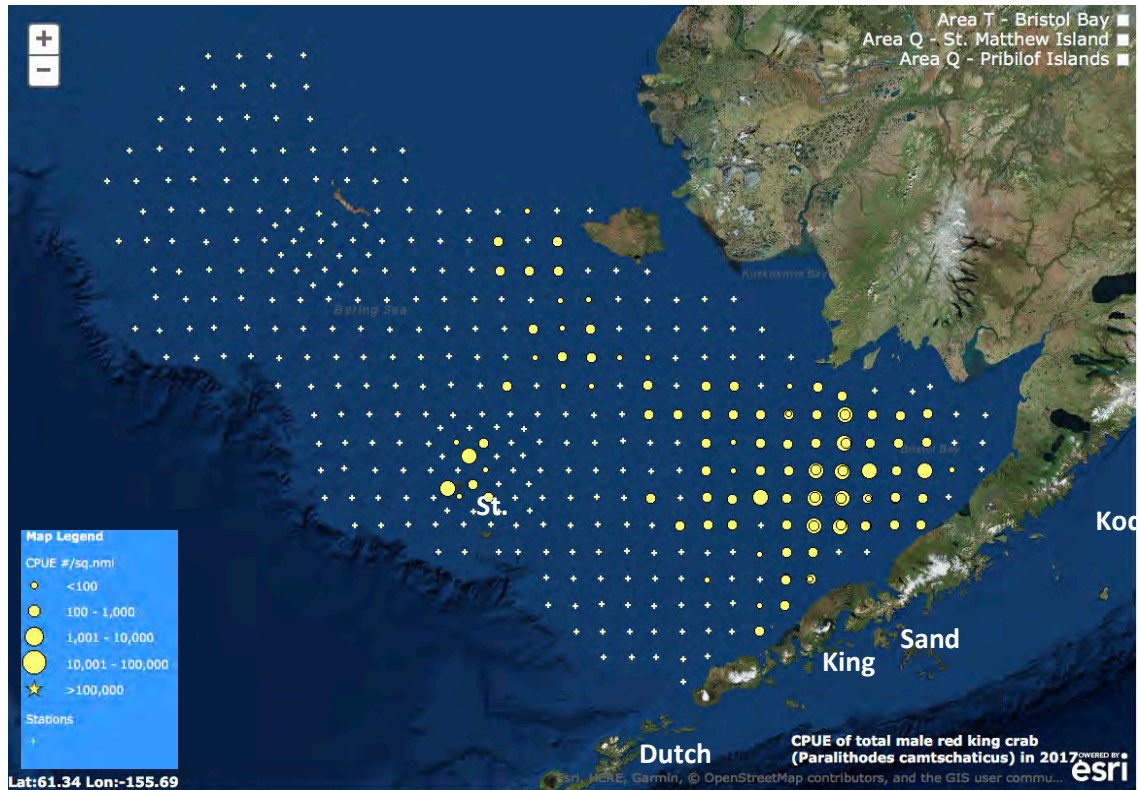 +
−
Area T - Bristol Bay
Area Q - St. Matthew Island
Area Q - Pribilof Islands
Kuskokwim Bay
Bering Sea
Bristol Bay
St.
Koc
Map Legend
CPUE #/sq.nmi
<100
100 - 1,000
1,001 - 10,000
10,001 - 100,000
>100,000
Stations
+
Sand
King
Dutch
CPUE of total male red king crab
(Paralithodes camtschaticus) in 2017
POWERED BY
esri
Esri, HERE, Garmin, © OpenStreetMap contributors, and the GIS user commu...
Lat:61.34 Lon:-155.69